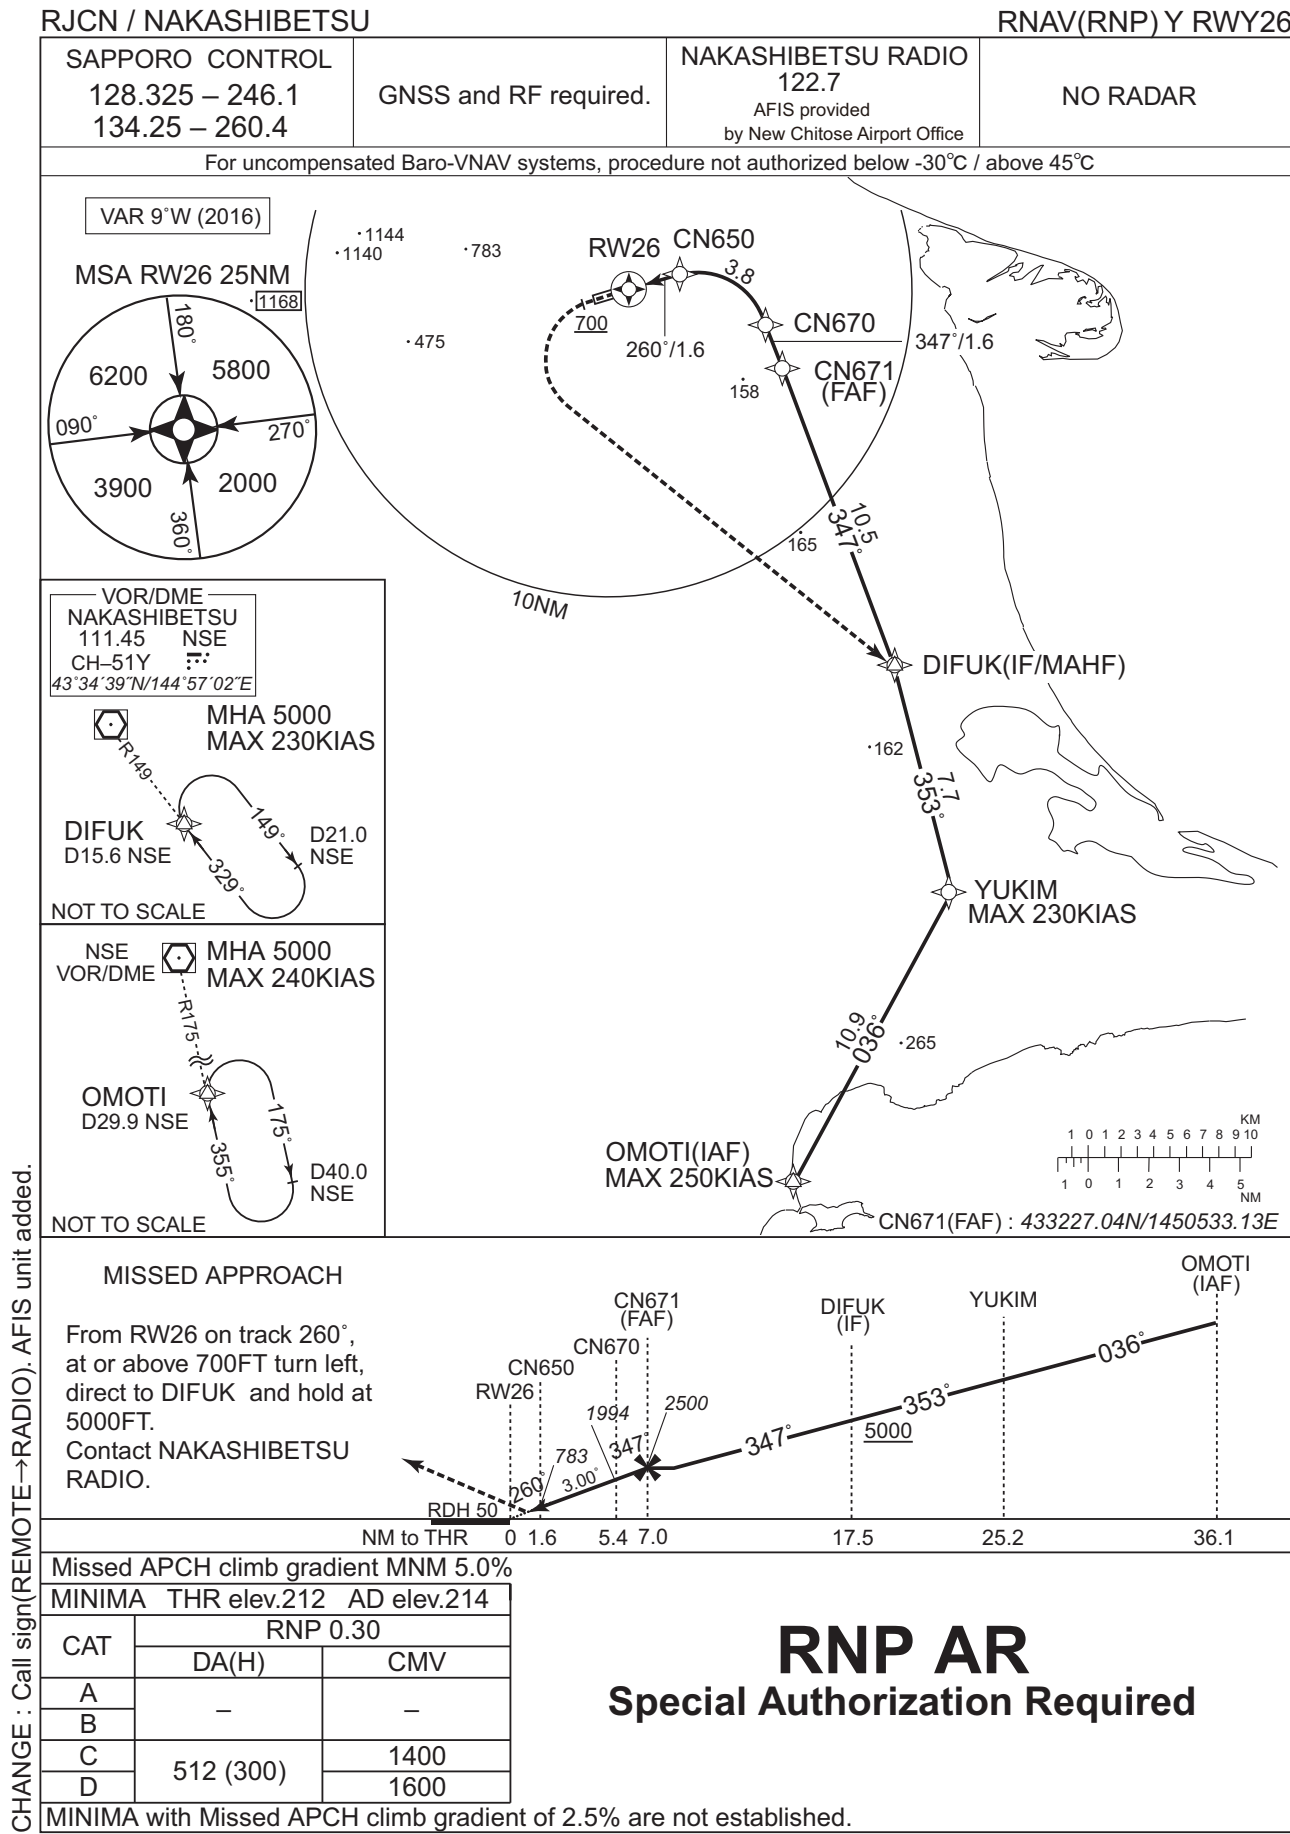 RJCN / NAKASHIBETSU
RNAV(RNP) Y RWY26
SAPPORO CONTROL
128.325 – 246.1
134.25 – 260.4
GNSS and RF required.
NAKASHIBETSU RADIO
122.7
AFIS provided
by New Chitose Airport Office
NO RADAR
For uncompensated Baro-VNAV systems, procedure not authorized below -30°C / above 45°C
VAR 9°W (2016)
MSA RW26 25NM
1168
180°
6200
5800
090°
270°
3900
2000
360°
1144
1140
783
475
RW26
CN650
3.8
700
260°/1.6
CN670
347°/1.6
CN671
(FAF)
158
10.5
347°
165
10NM
DIFUK(IF/MAHF)
162
7.7
353°
YUKIM
MAX 230KIAS
10.9
036°
265
OMOTI(IAF)
MAX 250KIAS
KM
1 0 1 2 3 4 5 6 7 8 9 10
1 0 1 2 3 4 5
NM
CN671(FAF) : 433227.04N/1450533.13E
VOR/DME
NAKASHIBETSU
111.45 NSE
CH–51Y
43°34´39˝N/144°57´02˝E
MHA 5000
MAX 230KIAS
R149
DIFUK
D15.6 NSE
149°
329°
D21.0
NSE
NOT TO SCALE
NSE
VOR/DME
MHA 5000
MAX 240KIAS
R175
OMOTI
D29.9 NSE
175°
355°
D40.0
NSE
NOT TO SCALE
MISSED APPROACH
From RW26 on track 260°,
at or above 700FT turn left,
direct to DIFUK and hold at
5000FT.
Contact NAKASHIBETSU
RADIO.
OMOTI
(IAF)
YUKIM
DIFUK
(IF)
CN671
(FAF)
CN670
CN650
RW26
1994
2500
783
347°
260°
3.00°
347°
353°
5000
036°
RDH 50
NM to THR 0 1.6 5.4 7.0 17.5 25.2 36.1
Missed APCH climb gradient MNM 5.0%
MINIMA THR elev.212 AD elev.214
CAT
RNP 0.30
DA(H) CMV
A
B
– –
C
D
512 (300)
1400
1600
MINIMA with Missed APCH climb gradient of 2.5% are not established.
RNP AR
Special Authorization Required
CHANGE : Call sign(REMOTE→RADIO). AFIS unit added.